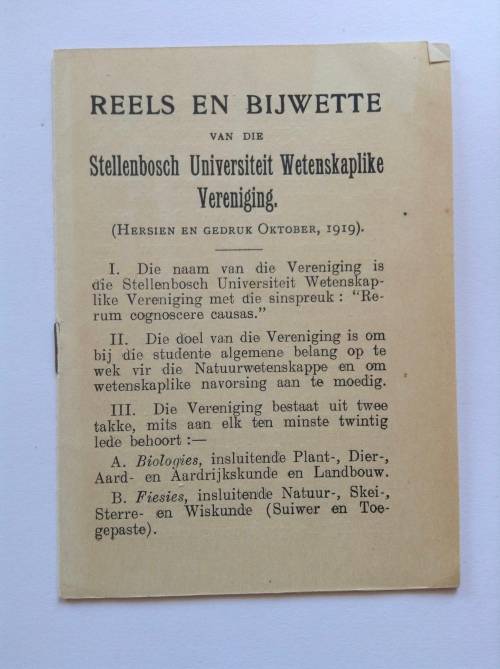 REELS EN BIJWETTE
VAN DIE
Stellenbosch Universiteit Wetenskaplike
Vereniging.
(HERSIEN EN GEDRUK OKTOBER, 1919).
I. Die naam van die Vereniging is
die Stellenbosch Universiteit Wetenskap-
like Vereniging met die sinspreuk : "Re-
rum cognoscere causas."
II. Die doel van die Vereniging is om
bij die studente algemene belang op te
wek vir die Natuurwetenskappe en om
wetenskaplike navorsing aan te moedig.
III. Die Vereniging bestaat uit twee
takke, mits aan elk ten minste twintig
lede behoort :—
A. Biologies, insluitende Plant-, Dier-,
Aard- en Aardrijkskunde en Landbouw.
B. Fiesies, insluitende Natuur-, Skei-,
Sterre- en Wiskunde (Suiwer en Toe-
gepaste).